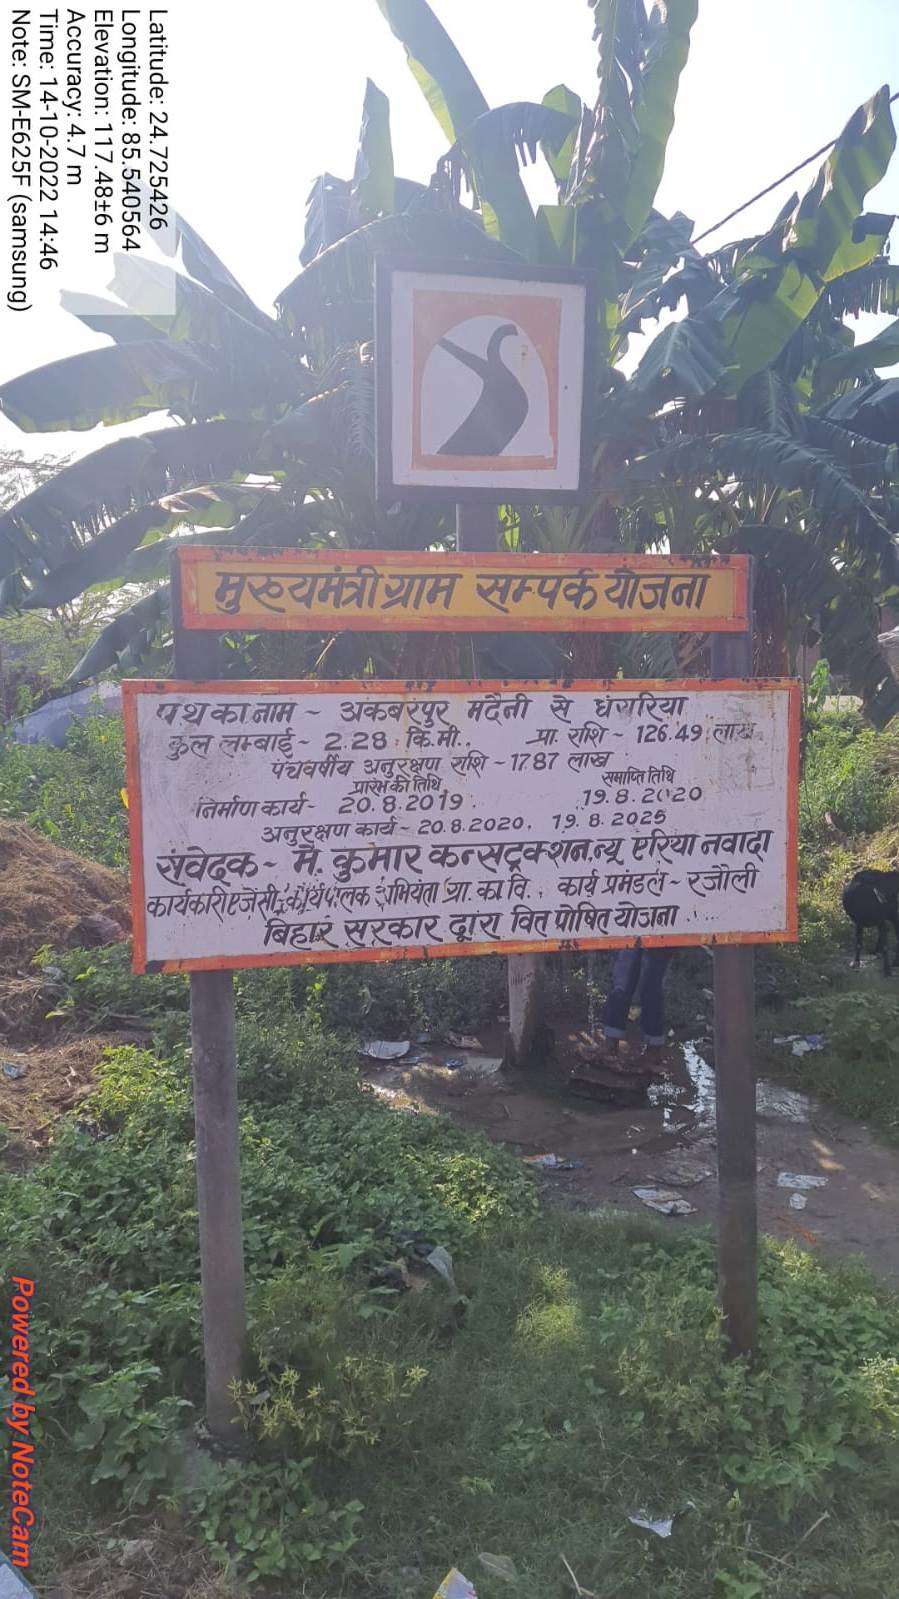 Latitude: 24.725426
Longitude: 85.540564
Elevation: 117.48±6 m
Accuracy: 4.7 m
Time: 14-10-2022 14:46
Note: SM-E625F (samsung)
मुख्यमंत्री ग्राम सम्पर्क योजना
पथ का नाम - अकबरपुर मदैनी से धंगरिया
कुल लम्बाई - 2.28 कि.मी.. प्रा. राशि - 126.49 लाख
पंचवर्षीय अनुरक्षण राशि - 17.87 लाख
प्रारंभ की तिथि समाप्ति तिथि
निर्माण कार्य - 20.8.2019 19.8.2020
अनुरक्षण कार्य - 20.8.2020, 19.8.2025
संवेदक - मै. कुमार कन्सट्रक्शन, न्यू एरिया नवादा
कार्यकारी एजेंसी कार्यपालक अभियंता ग्रा. का. वि.. कार्य प्रमंडल - रजौली
बिहार सरकार द्वारा वित पोषित योजना
Powered by NoteCam